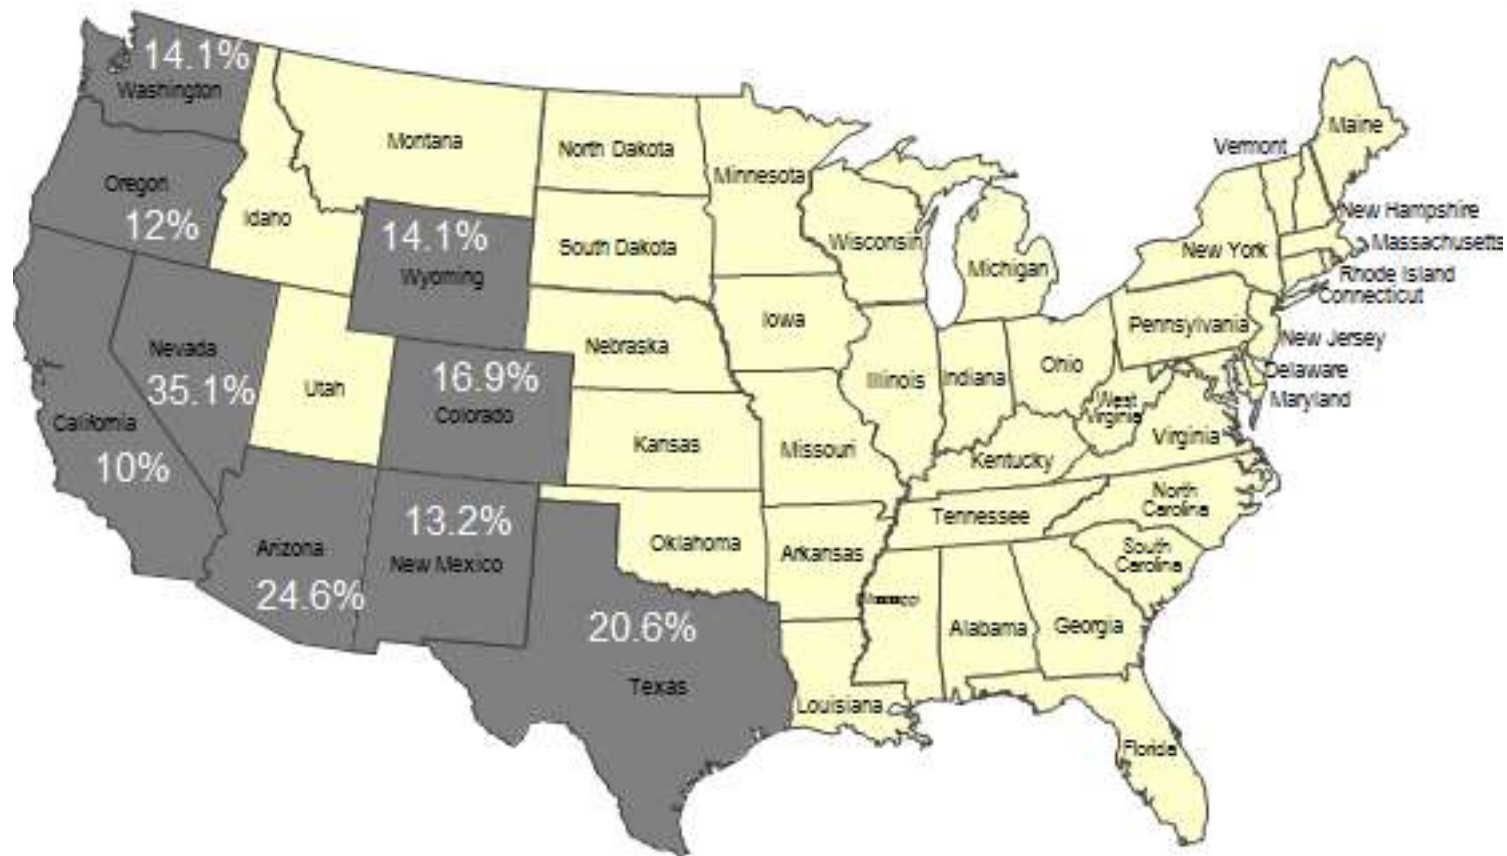 14.1%
Washington
Oregon
12%
Idaho
Montana
14.1%
Wyoming
Nevada
35.1%
Utah
16.9%
Colorado
California
10%
Arizona
24.6%
13.2%
New Mexico
20.6%
Texas
North Dakota
South Dakota
Nebraska
Kansas
Oklahoma
Minnesota
Iowa
Missouri
Arkansas
Louisiana
Wisconsin
Illinois
Michigan
Indiana
Ohio
Kentucky
Tennessee
Alabama
Georgia
Florida
South
Carolina
North
Carolina
Virginia
West
Virginia
Pennsylvania
New York
Vermont
Maine
New Hampshire
Massachusetts
Rhode Island
Connecticut
New Jersey
Delaware
Maryland